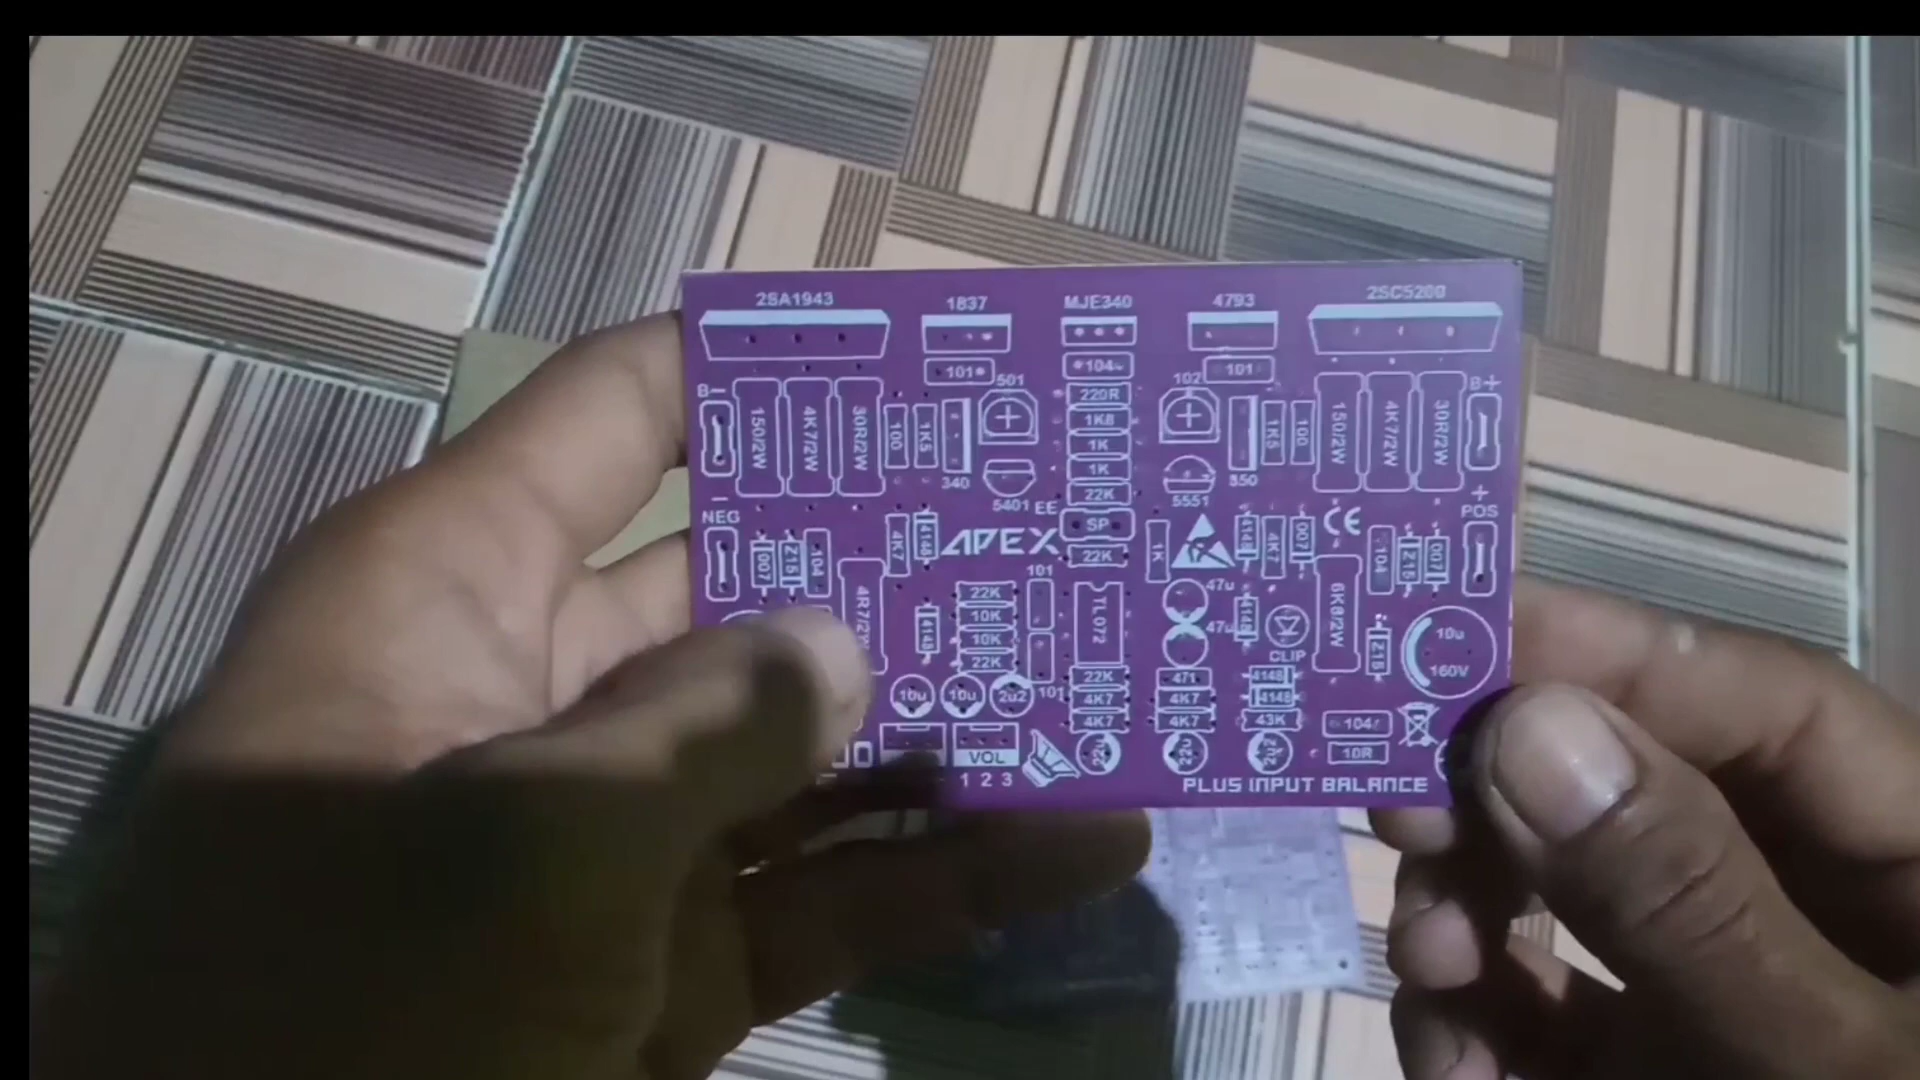 2SA1943 1837 MJE340 4793 2SC5200
101 104 101
501 102
B- B+
150/2W 4K7/2W 30R/2W 100 1K5 340
220R
1K8
1K
1K
22K
1K5 100 150/2W 4K7/2W 30R/2W
5401 EE 5551 350
SP
- +
NEG POS
007 Z15 104 4K7 4148
APEX
22K
1K 4148 4K7 007 CE 104 Z15 007
101
22K
10K
10K
22K
4148
4R7/2W
TL072
47u
47u
4148
CLIP
6K8/2W
Z15
10u
160V
101
22K 471 4148
4K7 4K7 4148
4K7 4K7 43K
10u 10u 2u2
104
10R
22u 22u 2u2
VOL
1 2 3
PLUS INPUT BALANCE